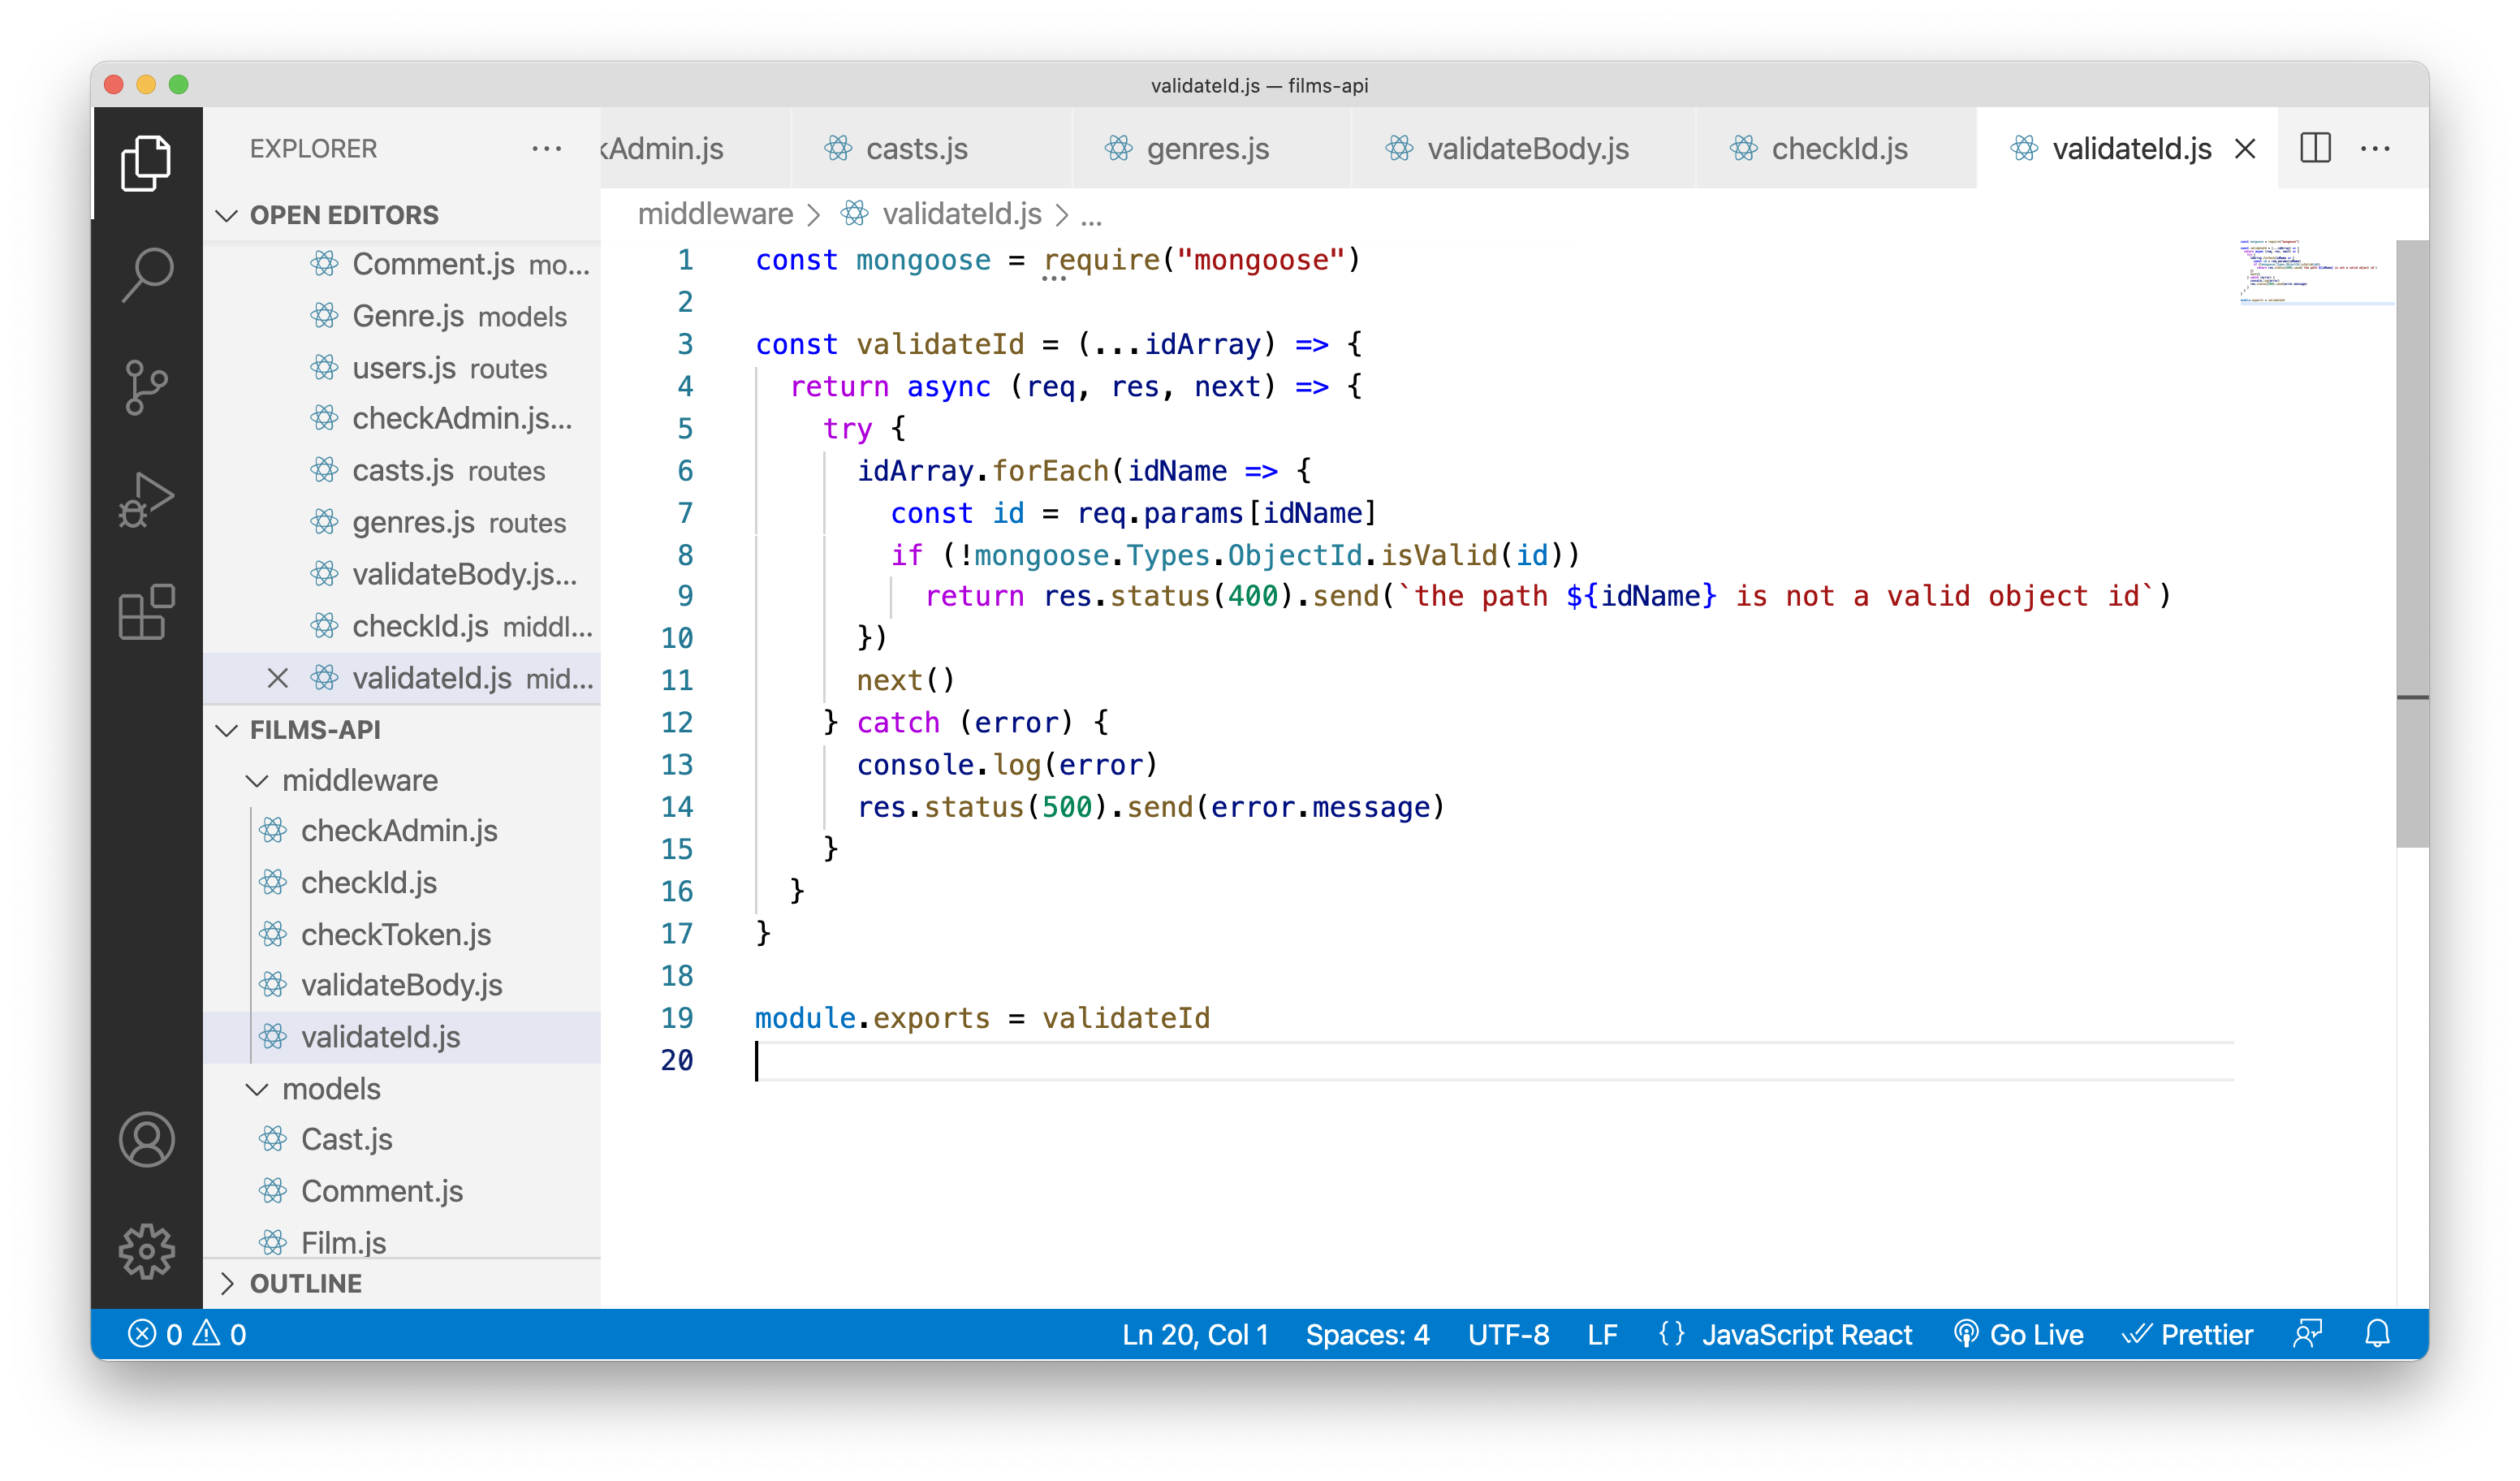 validateId.js — films-api
EXPLORER
OPEN EDITORS
Comment.js mo...
Genre.js models
users.js routes
checkAdmin.js...
casts.js routes
genres.js routes
validateBody.js...
checkId.js middl...
validateId.js mid...
FILMS-API
middleware
checkAdmin.js
checkId.js
checkToken.js
validateBody.js
validateId.js
models
Cast.js
Comment.js
Film.js
OUTLINE
kAdmin.js casts.js genres.js validateBody.js checkId.js validateId.js
middleware > validateId.js > ...
1 const mongoose = require("mongoose")
2
3 const validateId = (...idArray) => {
4 return async (req, res, next) => {
5 try {
6 idArray.forEach(idName => {
7 const id = req.params[idName]
8 if (!mongoose.Types.ObjectId.isValid(id))
9 return res.status(400).send(`the path ${idName} is not a valid object id`)
10 })
11 next()
12 } catch (error) {
13 console.log(error)
14 res.status(500).send(error.message)
15 }
16 }
17 }
18
19 module.exports = validateId
20
0 0 Ln 20, Col 1 Spaces: 4 UTF-8 LF {} JavaScript React Go Live Prettier